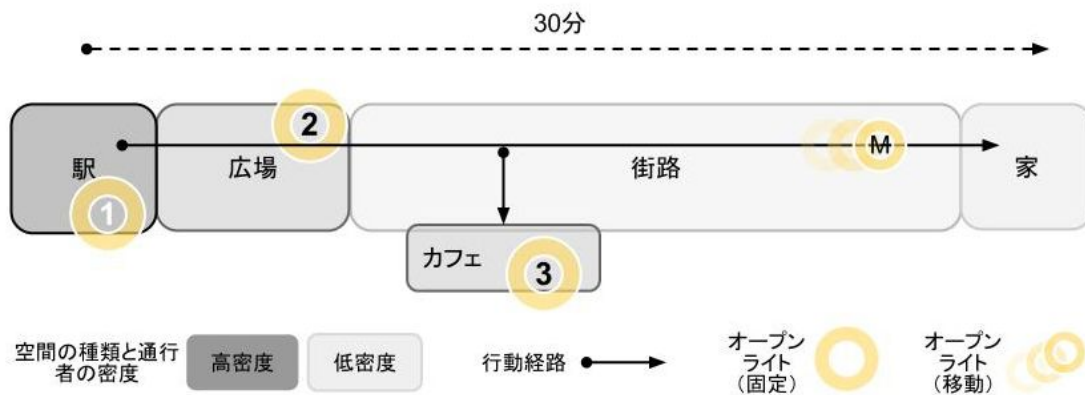 30分
駅
広場
街路
家
1
2
M
カフェ
3
空間の種類と通行
者の密度
高密度
低密度
行動経路
オープン
ライト
(固定)
オープン
ライト
(移動)